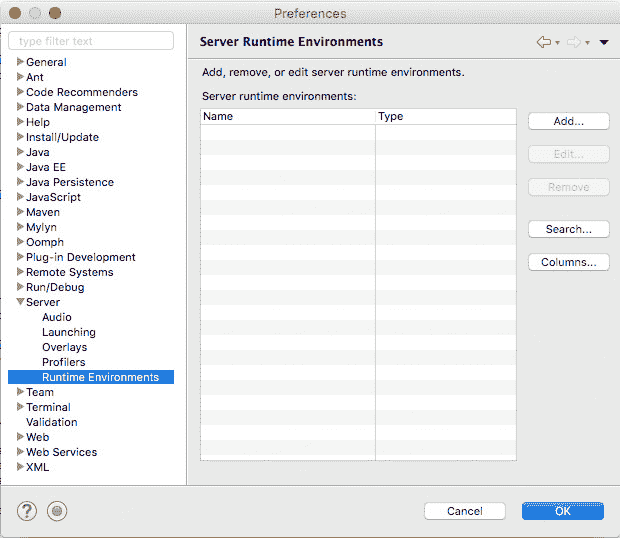 Preferences
type filter text
General
Ant
Code Recommenders
Data Management
Help
Install/Update
Java
Java EE
Java Persistence
JavaScript
Maven
Mylyn
Oomph
Plug-in Development
Remote Systems
Run/Debug
Server
Audio
Launching
Overlays
Profilers
Runtime Environments
Team
Terminal
Validation
Web
Web Services
XML
Server Runtime Environments
Add, remove, or edit server runtime environments.
Server runtime environments:
Name Type
Add...
Edit...
Remove
Search...
Columns...
?
Cancel OK